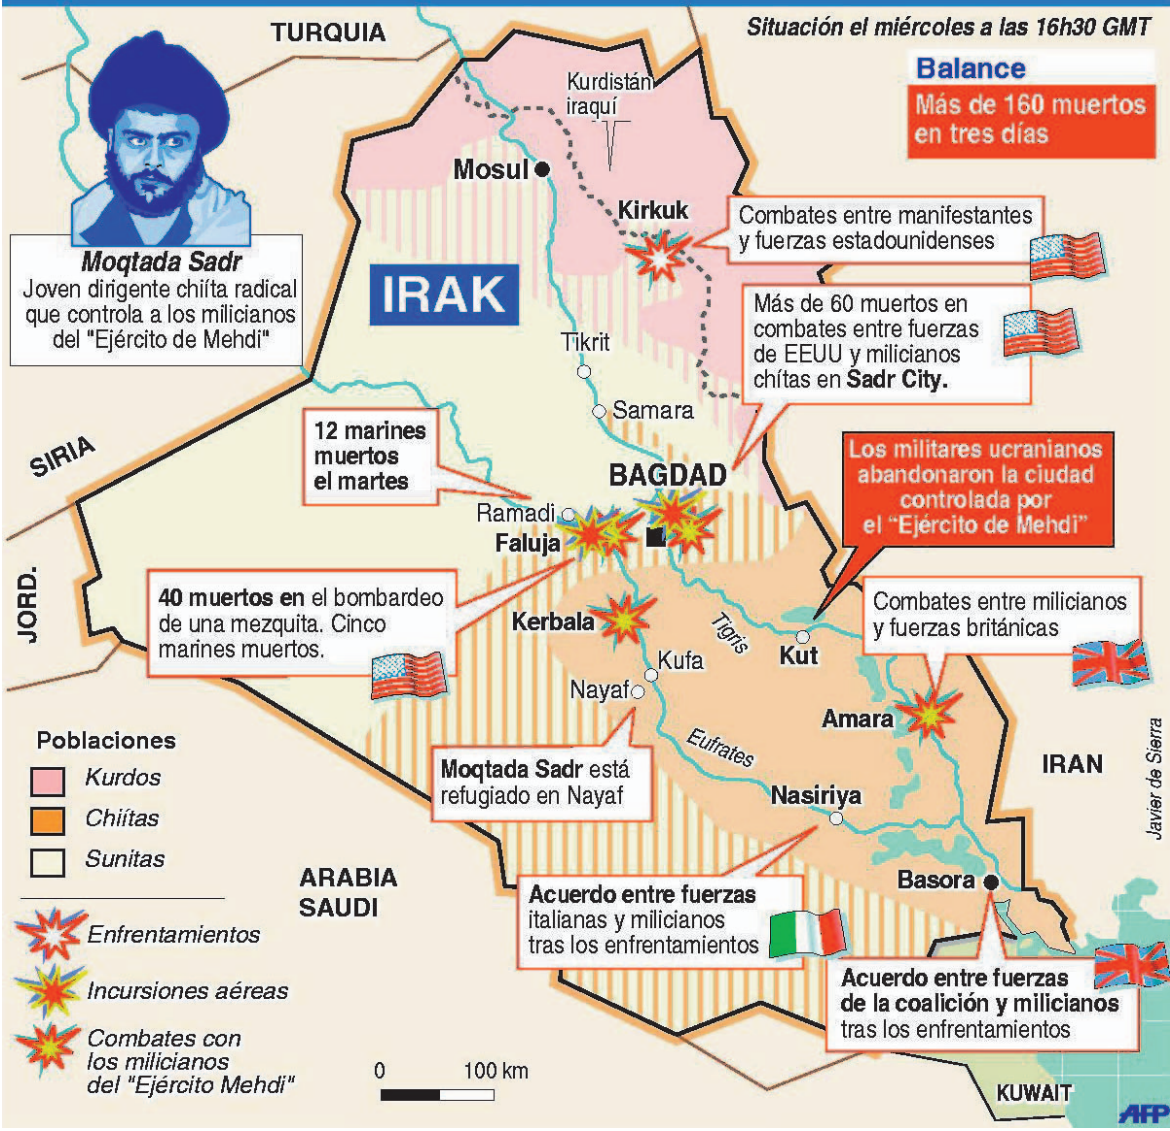 Situación el miércoles a las 16h30 GMT
Balance
Más de 160 muertos
en tres días
TURQUIA
Kurdistán
iraquí
Mosul
Kirkuk
Combates entre manifestantes
y fuerzas estadounidenses
Moqtada Sadr
Joven dirigente chiíta radical
que controla a los milicianos
del "Ejército de Mehdi"
IRAK
Más de 60 muertos en
combates entre fuerzas
de EEUU y milicianos
chítas en Sadr City.
Tikrit
Samara
SIRIA
12 marines
muertos
el martes
BAGDAD
Los militares ucranianos
abandonaron la ciudad
controlada por
el "Ejército de Mehdi"
Ramadi
Faluja
JORD.
40 muertos en el bombardeo
de una mezquita. Cinco
marines muertos.
Kerbala
Tigris
Kut
Combates entre milicianos
y fuerzas británicas
Kufa
Nayaf
Amara
Eufrates
Moqtada Sadr está
refugiado en Nayaf
Nasiriya
IRAN
Javier de Sierra
Poblaciones
Kurdos
Chiítas
Sunitas
ARABIA
SAUDI
Basora
Acuerdo entre fuerzas
italianas y milicianos
tras los enfrentamientos
Acuerdo entre fuerzas
de la coalición y milicianos
tras los enfrentamientos
Enfrentamientos
Incursiones aéreas
Combates con
los milicianos
del "Ejército Mehdi"
0 100 km
KUWAIT
AFP